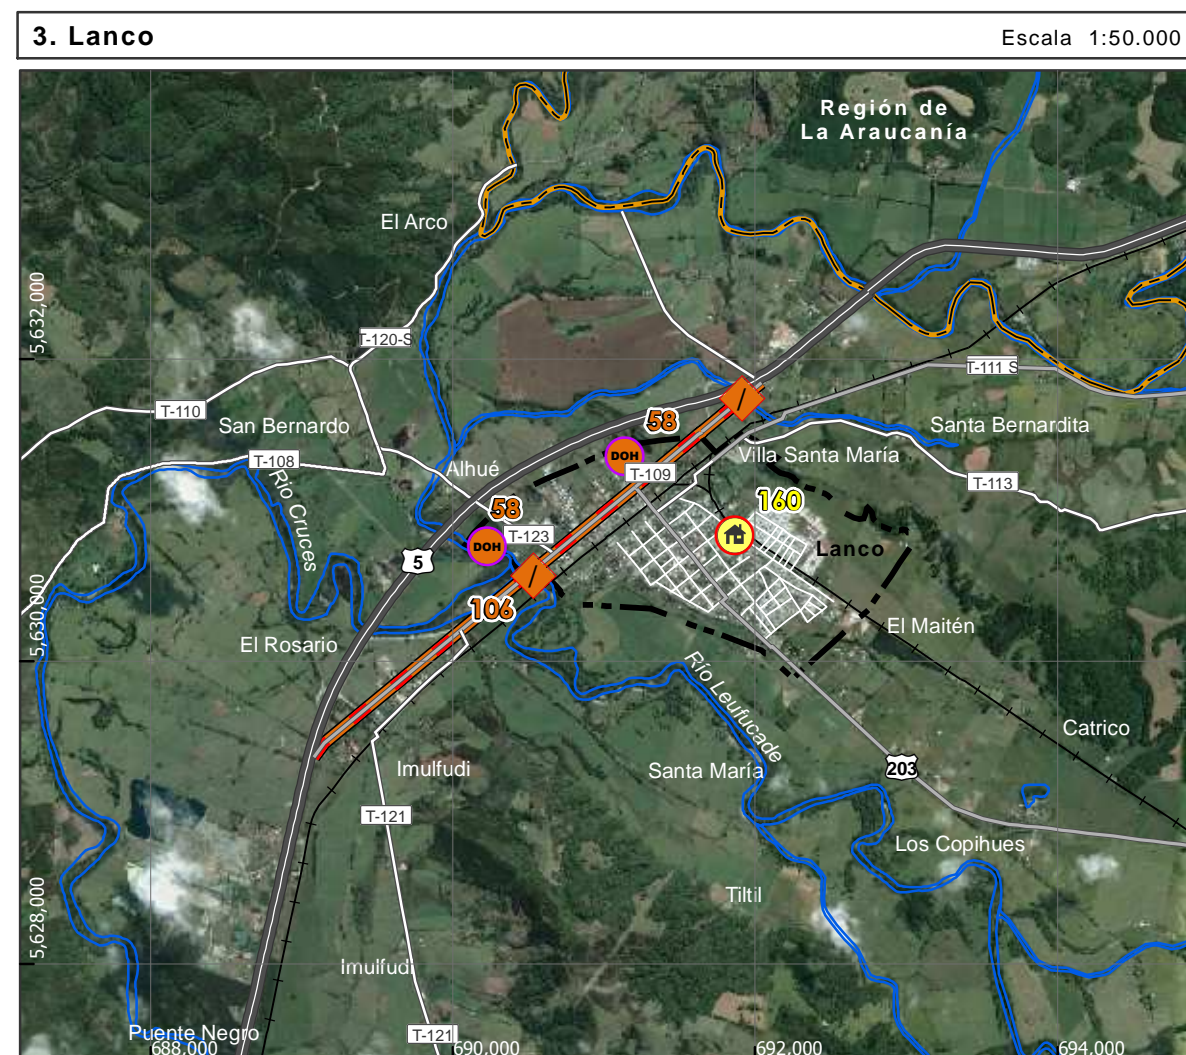 3. Lanco
Escala 1:50.000
Región de
La Araucanía
El Arco
5,632,000
T-120-S
T-111 S
T-110
San Bernardo
58
Santa Bernardita
DOH
Villa Santa María
T-108
Alhué
T-109
T-113
Río Cruces
58
160
T-123
DOH
Lanco
5
106
El Maitén
5,630,000
El Rosario
Río Leufucade
Catrico
Imulfudi
Santa María
203
T-121
Los Copihues
Tiltil
5,628,000
Imulfudi
Puente Negro
T-121
688,000
690,000
692,000
694,000